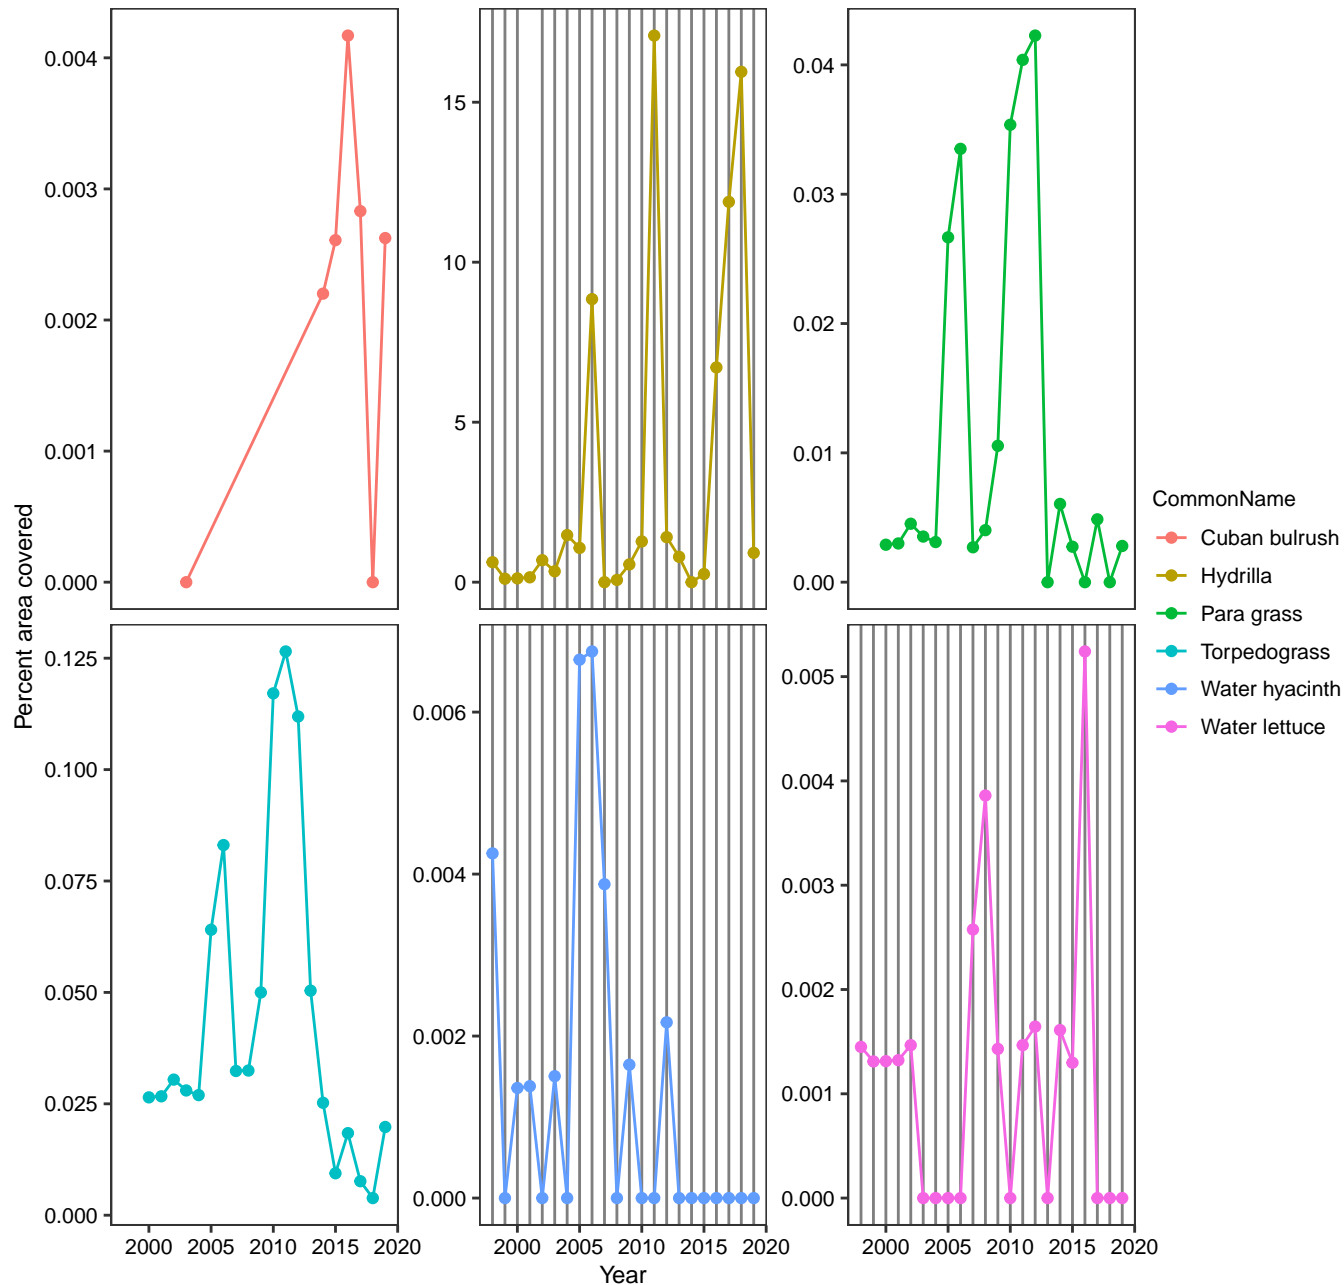 0.004
0.003
0.002
0.001
0.000
15
10
5
0
0.04
0.03
0.02
0.01
0.00
Percent area covered
CommonName
Cuban bulrush
Hydrilla
Para grass
Torpedograss
Water hyacinth
Water lettuce
0.125
0.100
0.075
0.050
0.025
0.000
0.006
0.004
0.002
0.000
0.005
0.004
0.003
0.002
0.001
0.000
2000 2005 2010 2015 2020
2000 2005 2010 2015 2020
2000 2005 2010 2015 2020
Year